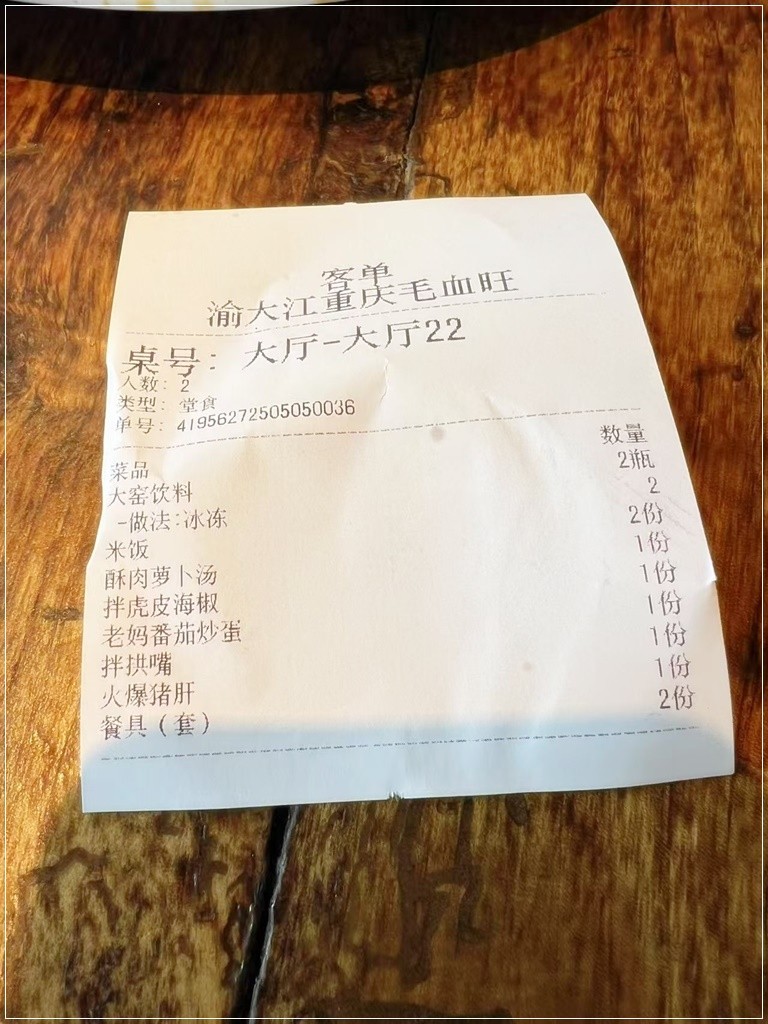 客单
渝大江重庆毛血旺
桌号: 大厅-大厅22
人数: 2
类型: 堂食
单号: 41956272505050036
菜品 数量
大窑饮料 2瓶
-做法:冰冻 2
米饭 2份
酥肉萝卜汤 1份
拌虎皮海椒 1份
老妈番茄炒蛋 1份
拌拱嘴 1份
火爆猪肝 1份
餐具(套) 2份